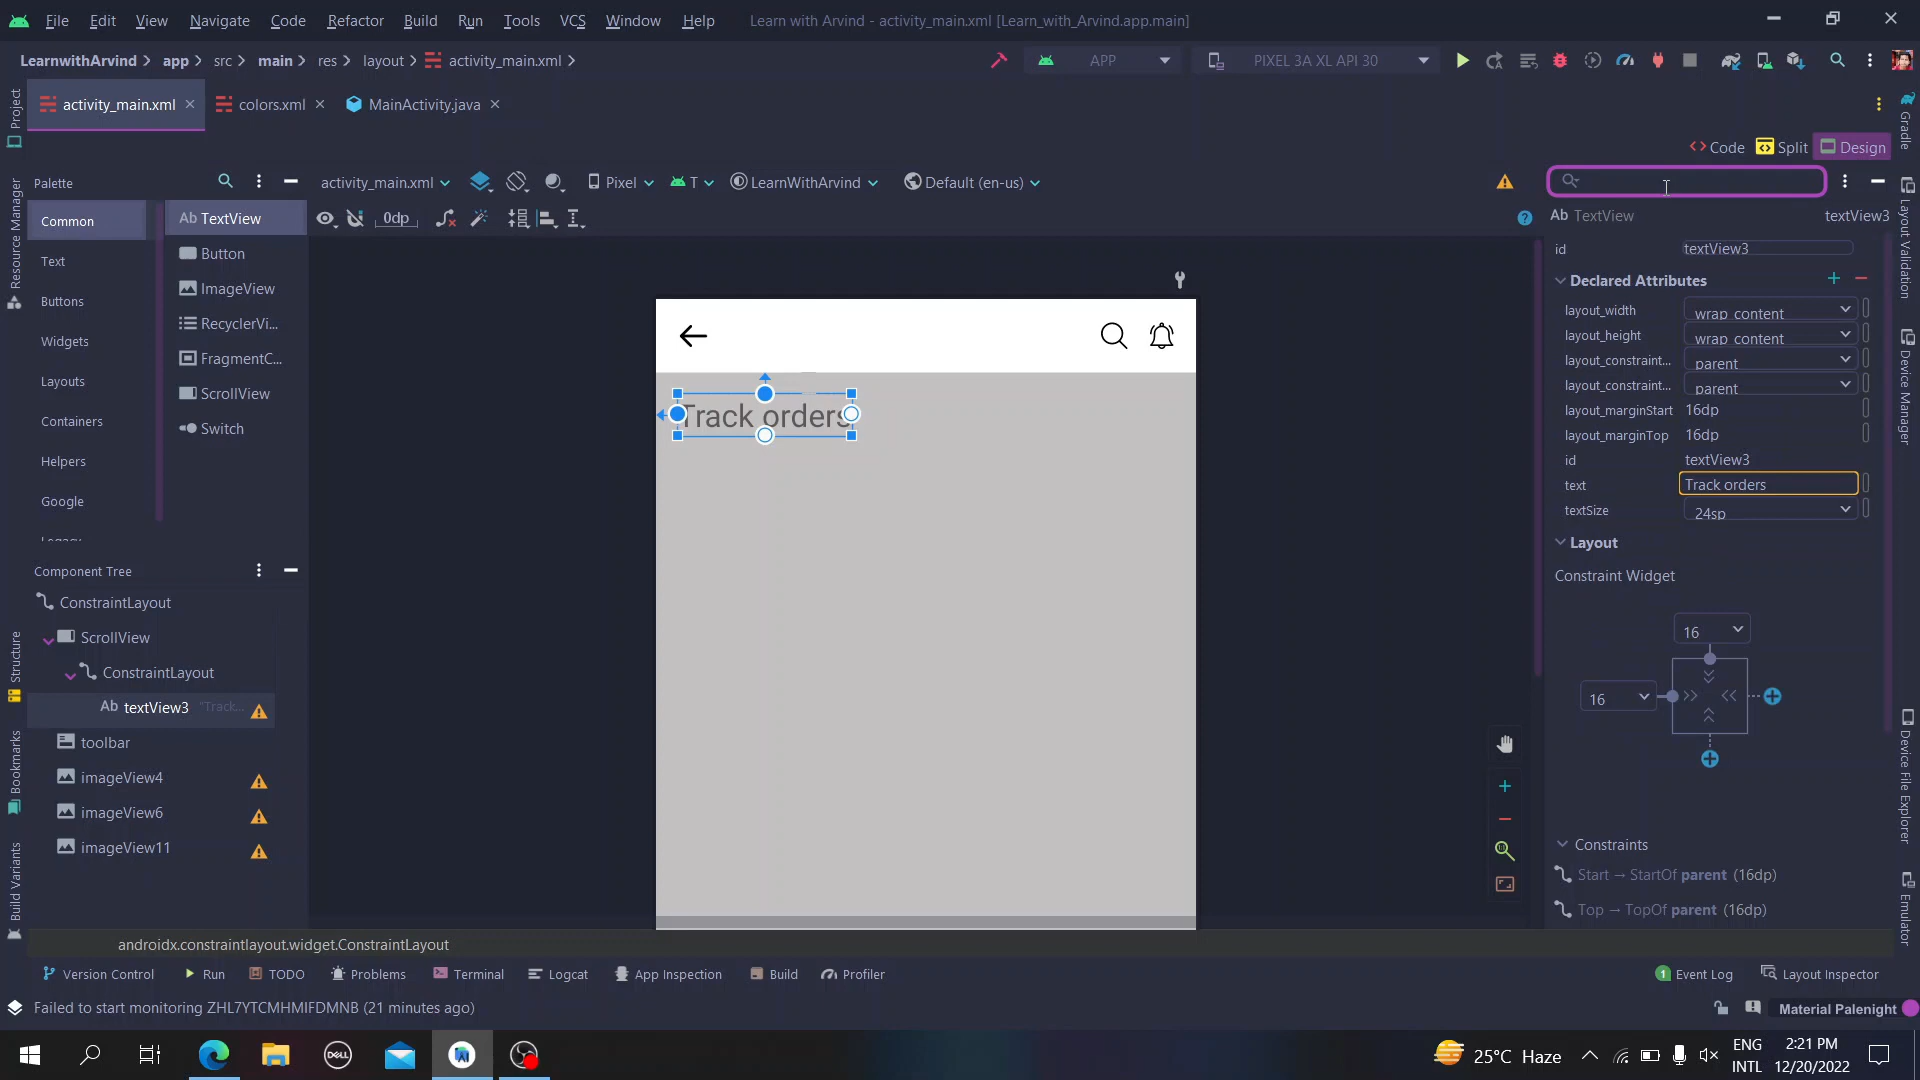 File Edit View Navigate Code Refactor Build Run Tools VCS Window Help Learn with Arvind - activity_main.xml [Learn_with_Arvind.app.main]
LearnwithArvind app src main res layout activity_main.xml APP PIXEL 3A XL API 30
activity_main.xml colors.xml MainActivity.java
Code Split Design
Palette activity_main.xml Pixel T LearnWithArvind Default (en-us)
0dp
Common
Text
Buttons
Widgets
Layouts
Containers
Helpers
Google
Ab TextView
Button
ImageView
RecyclerVi...
FragmentC...
ScrollView
Switch
Component Tree
ConstraintLayout
ScrollView
ConstraintLayout
Ab textView3 "Track...
toolbar
imageView4
imageView6
imageView11
Track orders
Ab TextView textView3
id textView3
Declared Attributes
layout_width wrap_content
layout_height wrap_content
layout_constraint... parent
layout_constraint... parent
layout_marginStart 16dp
layout_marginTop 16dp
id textView3
text Track orders
textSize 24sp
Layout
Constraint Widget
16
16
Constraints
Start → StartOf parent (16dp)
Top → TopOf parent (16dp)
Project
Resource Manager
Structure
Bookmarks
Build Variants
Gradle
Layout Validation
Device Manager
Device File Explorer
Emulator
androidx.constraintlayout.widget.ConstraintLayout
Version Control Run TODO Problems Terminal Logcat App Inspection Build Profiler 1 Event Log Layout Inspector
Failed to start monitoring ZHL7YTCMHMIFDMNB (21 minutes ago) Material Palenight
DELL
25°C Haze
ENG
INTL
2:21 PM
12/20/2022